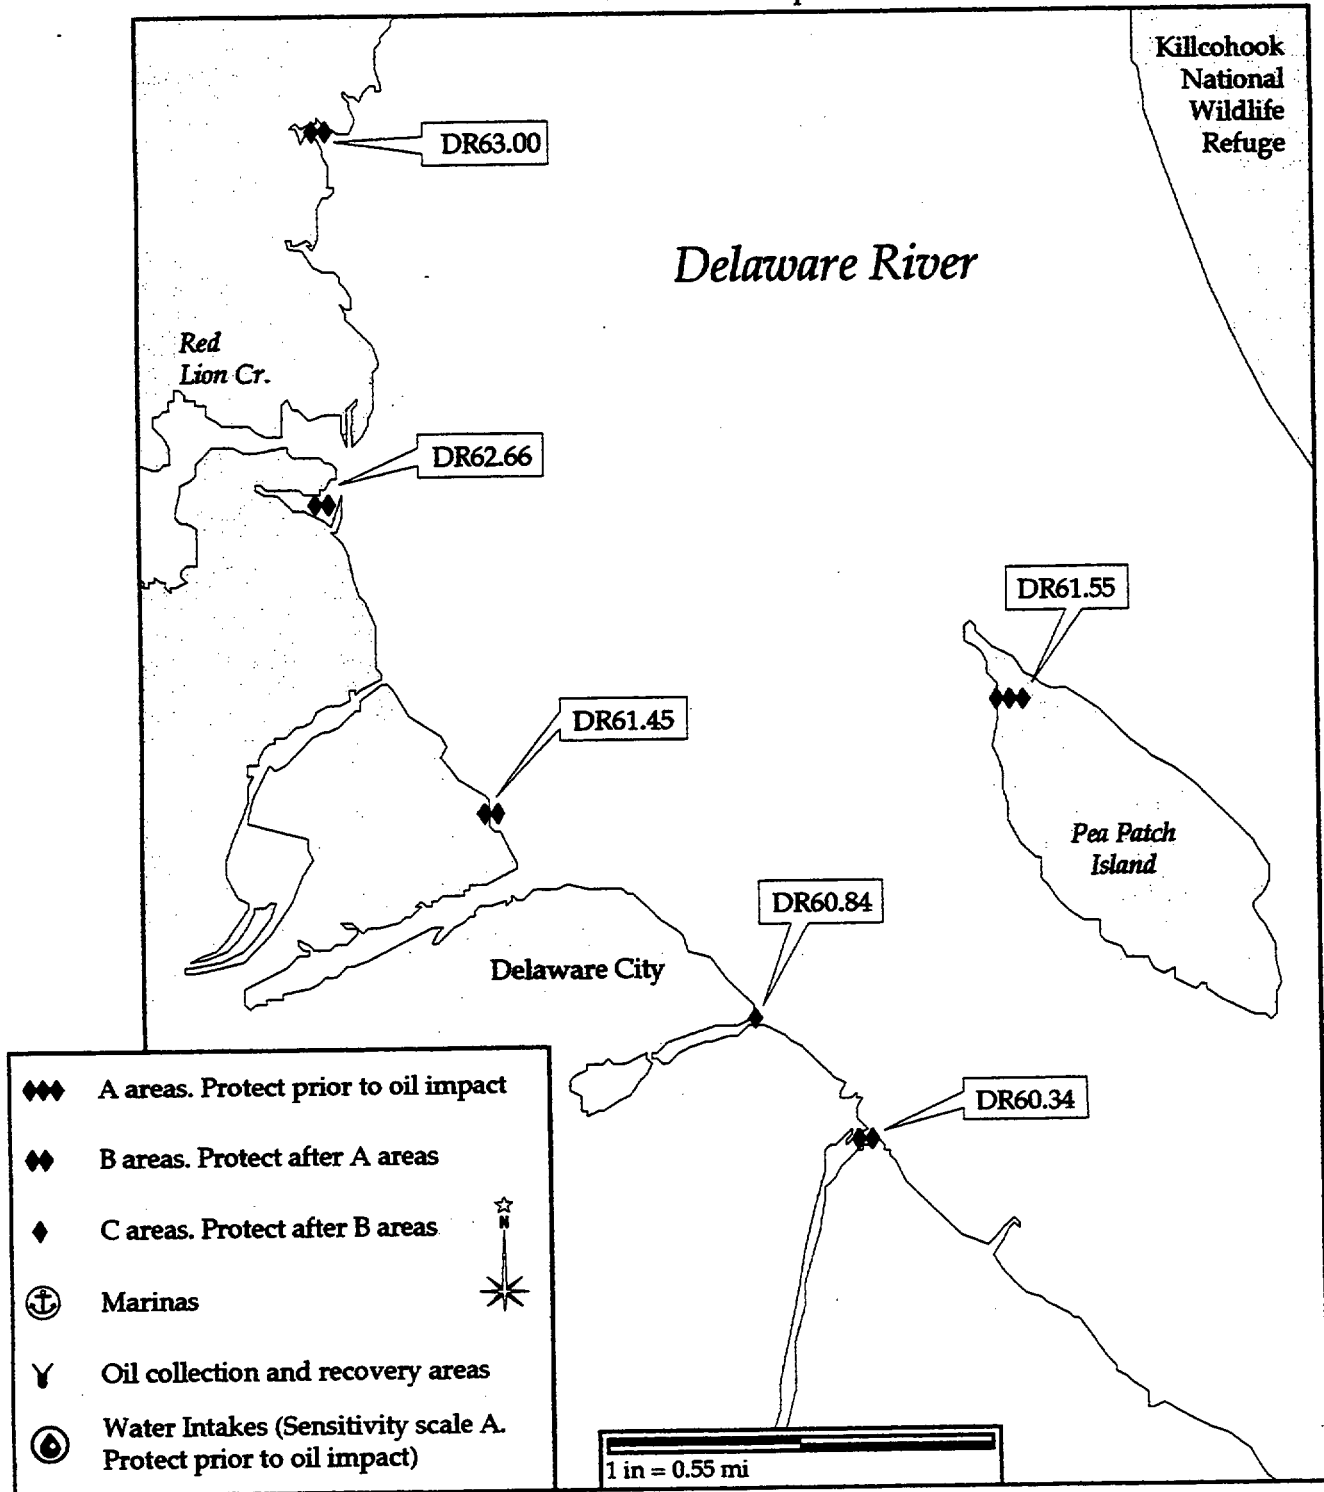 Killcohook
National
Wildlife
Refuge
DR63.00
Delaware River
Red
Lion Cr.
DR62.66
DR61.55
DR61.45
Pea Patch
Island
DR60.84
Delaware City
DR60.34
A areas. Protect prior to oil impact
B areas. Protect after A areas
C areas. Protect after B areas
N
Marinas
Oil collection and recovery areas
Water Intakes (Sensitivity scale A.
Protect prior to oil impact)
1 in = 0.55 mi